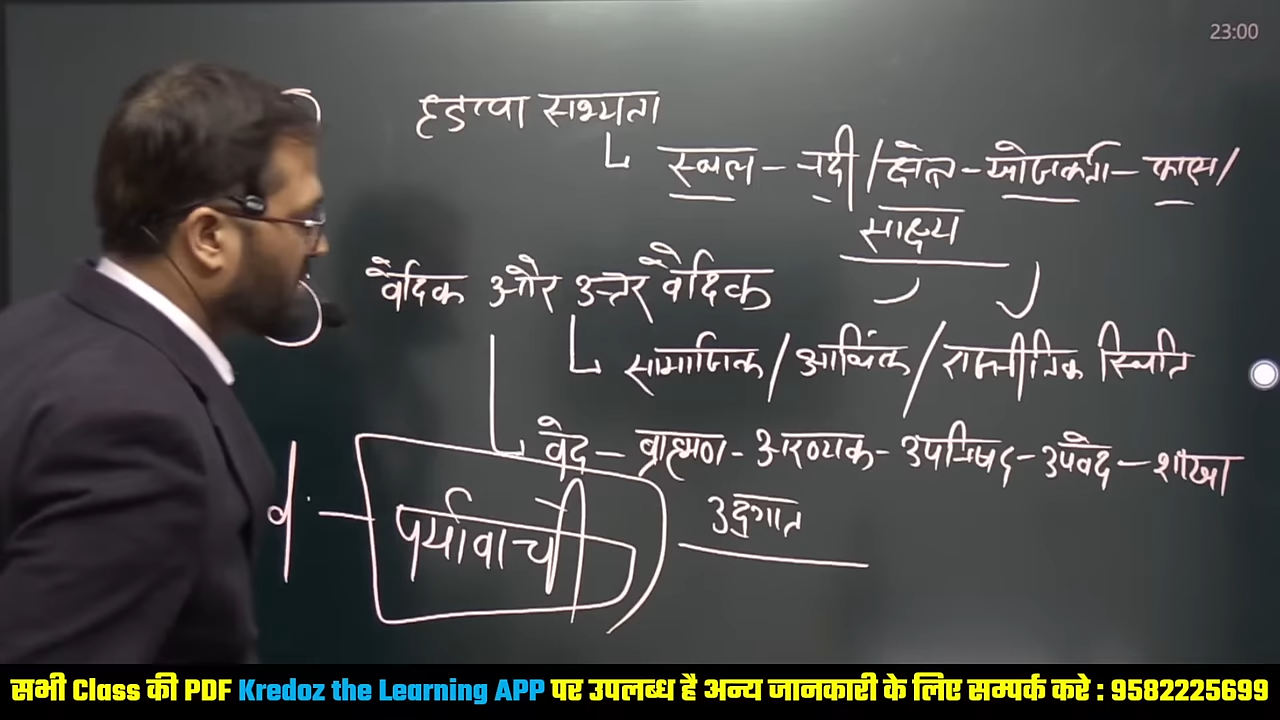 23:00
हड़प्पा सभ्यता
स्थल – नदी / क्षेत्र – खोजकर्ता – काल /
साक्ष्य
वैदिक और उत्तर वैदिक
सामाजिक / आर्थिक / राजनीतिक स्थिति
वेद – ब्राह्मण - आरण्यक - उपनिषद - उपवेद – शाखा
उद्गाता
पर्यावाची
सभी Class की PDF Kredoz the Learning APP पर उपलब्ध है अन्य जानकारी के लिए सम्पर्क करे : 9582225699